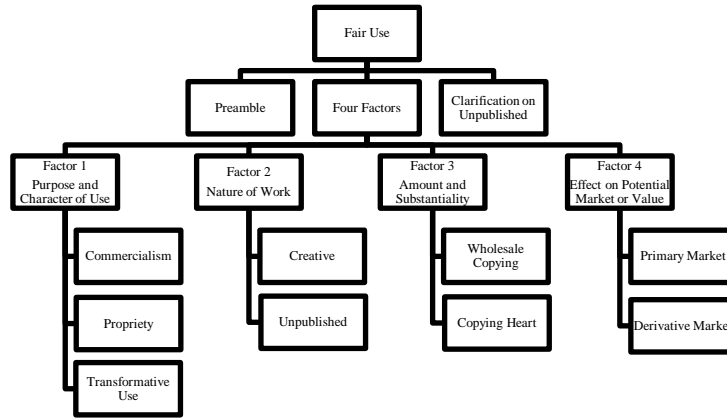 Fair Use
Preamble
Four Factors
Clarification on
Unpublished
Factor 1
Purpose and
Character of Use
Factor 2
Nature of Work
Factor 3
Amount and
Substantiality
Factor 4
Effect on Potential
Market or Value
Commercialism
Creative
Wholesale
Copying
Primary Market
Propriety
Unpublished
Copying Heart
Derivative Market
Transformative
Use